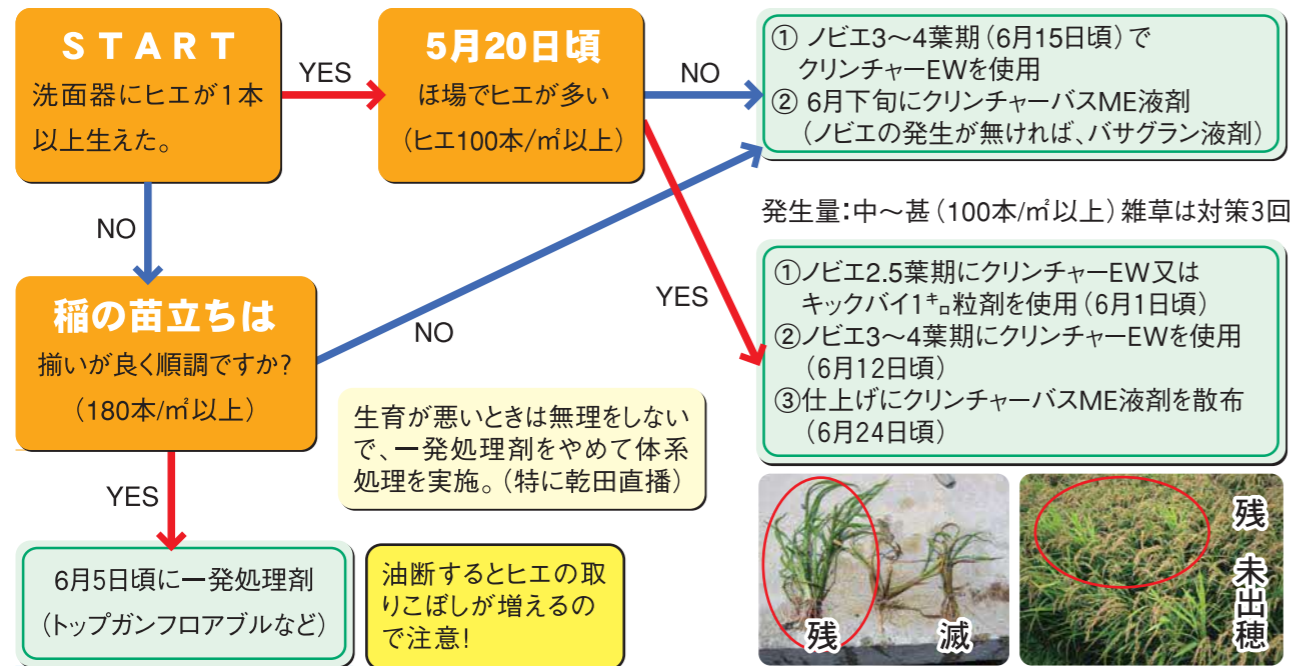 START
洗面器にヒエが1本
以上生えた。
YES
5月20日頃
ほ場でヒエが多い
(ヒエ100本/㎡以上)
NO
① ノビエ3〜4葉期(6月15日頃)で
クリンチャーEWを使用
② 6月下旬にクリンチャーバスME液剤
(ノビエの発生が無ければ、バサグラン液剤)
NO
発生量:中〜甚(100本/㎡以上)雑草は対策3回
稲の苗立ちは
揃いが良く順調ですか?
(180本/㎡以上)
NO
YES
①ノビエ2.5葉期にクリンチャーEW又は
キックバイ1㌔粒剤を使用(6月1日頃)
②ノビエ3〜4葉期にクリンチャーEWを使用
(6月12日頃)
③仕上げにクリンチャーバスME液剤を散布
(6月24日頃)
生育が悪いときは無理をしない
で、一発処理剤をやめて体系
処理を実施。(特に乾田直播)
YES
6月5日頃に一発処理剤
(トップガンフロアブルなど)
油断するとヒエの取
りこぼしが増えるの
で注意!
残
滅
残
未出穂